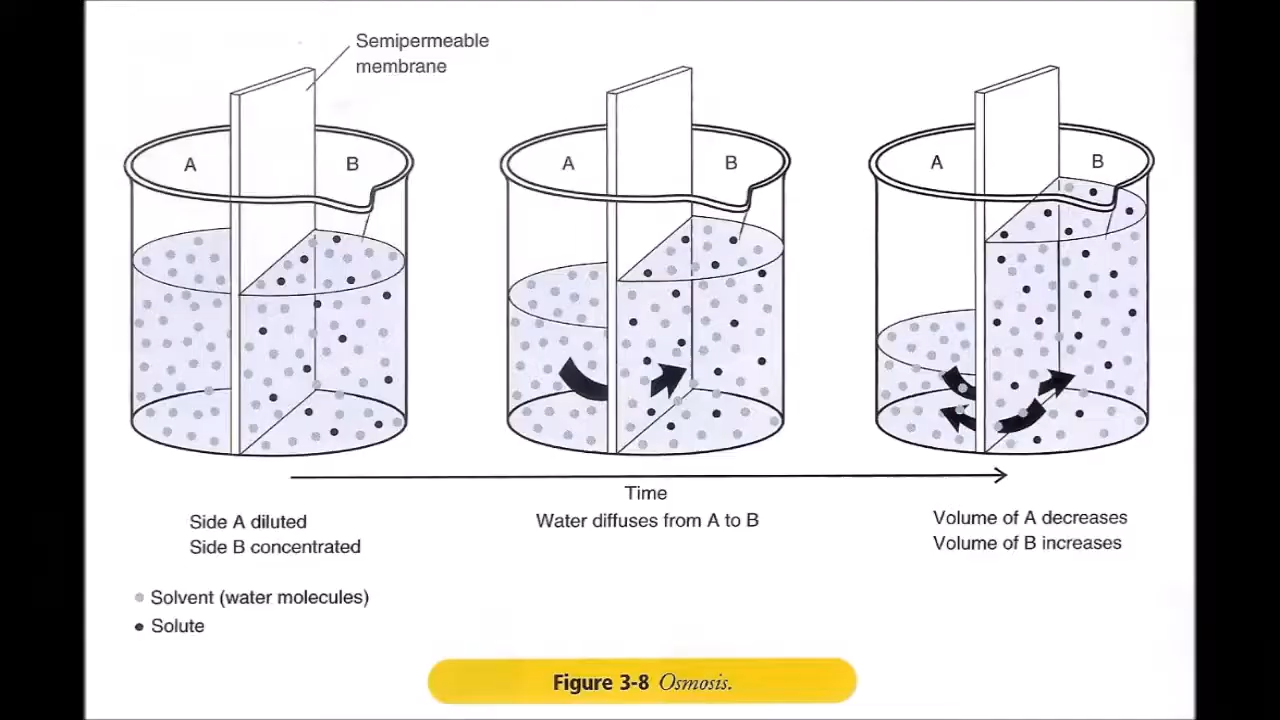 Semipermeable
membrane
A
B
A
B
A
B
Time
Side A diluted
Side B concentrated
Water diffuses from A to B
Volume of A decreases
Volume of B increases
Solvent (water molecules)
Solute
Figure 3-8 Osmosis.